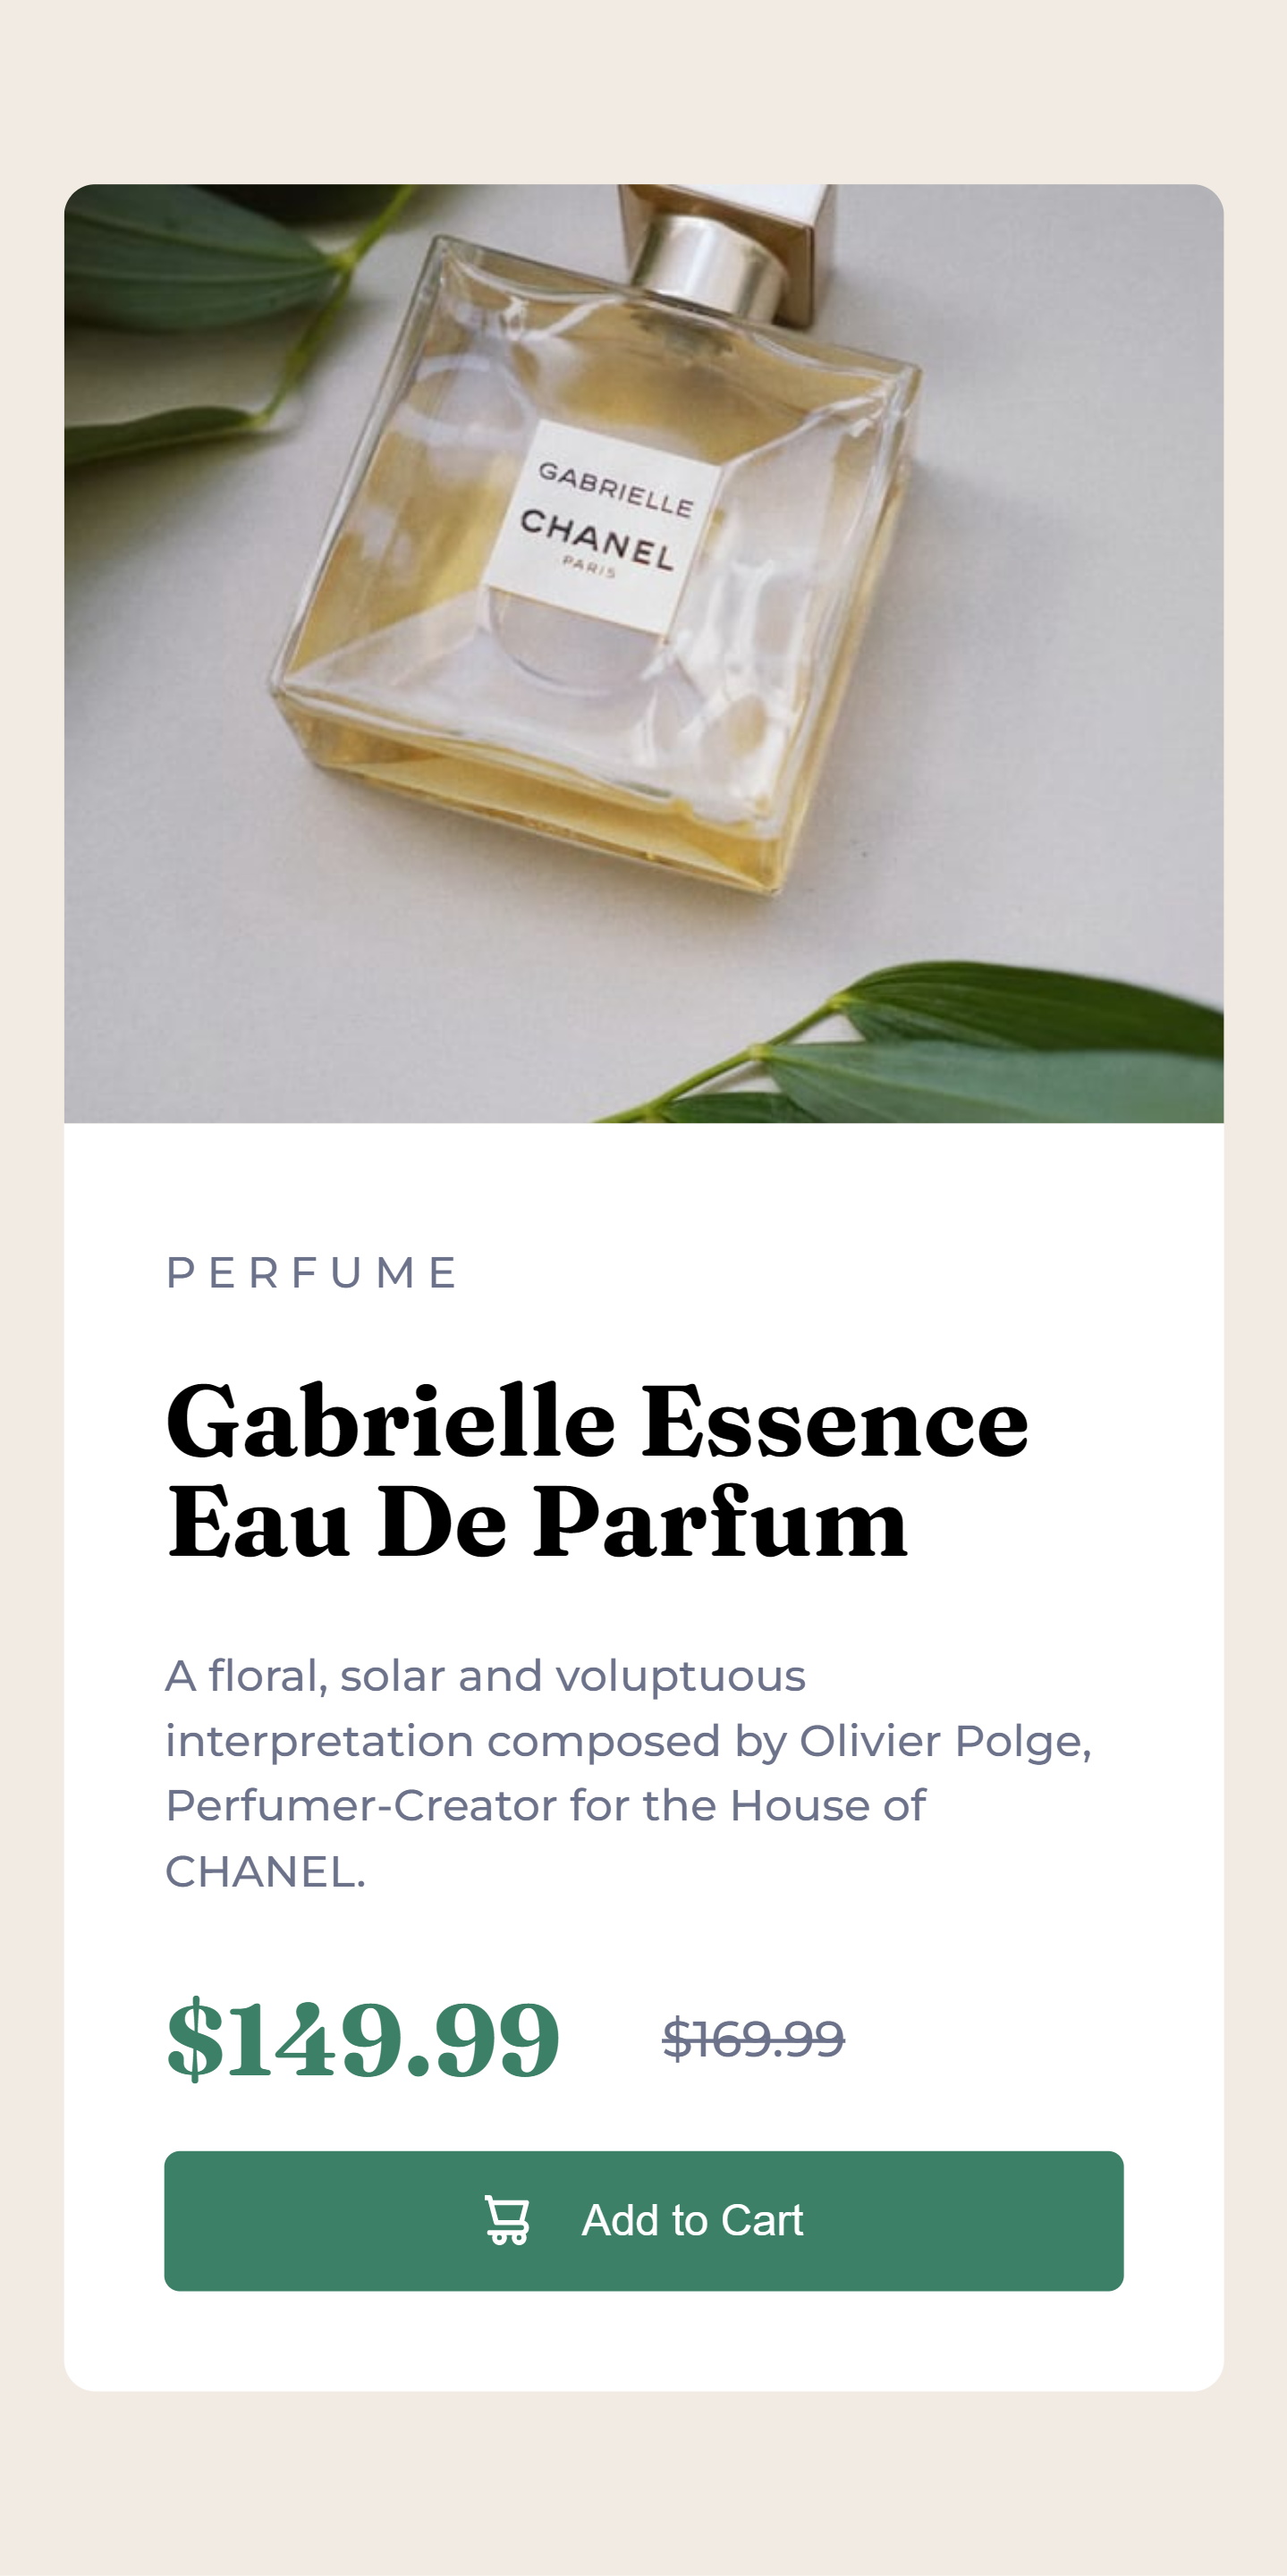 GABRIELLE
CHANEL
PARIS
PERFUME
Gabrielle Essence
Eau De Parfum
A floral, solar and voluptuous
interpretation composed by Olivier Polge,
Perfumer-Creator for the House of
CHANEL.
$149.99 $169.99
Add to Cart